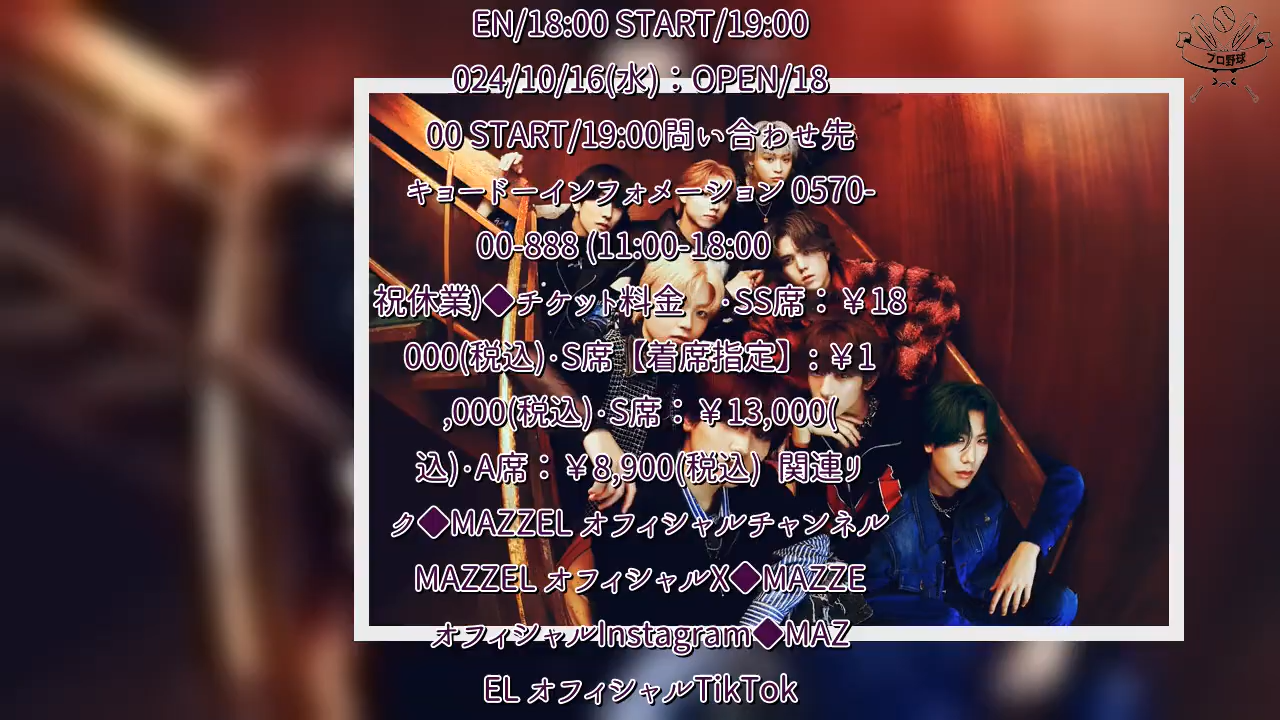 EN/18:00 START/19:00
024/10/16(水)：OPEN/18
00 START/19:00問い合わせ先
キョードーインフォメーション 0570-
00-888 (11:00-18:00
祝休業)◆チケット料金　·SS席：￥18
000(税込)·S席【着席指定】:￥1
,000(税込)·S席：￥13,000(
込)·A席：￥8,900(税込)  関連リ
ク◆MAZZEL オフィシャルチャンネル
MAZZEL オフィシャルX◆MAZZE
オフィシャルInstagram◆MAZ
EL オフィシャルTikTok
プロ野球